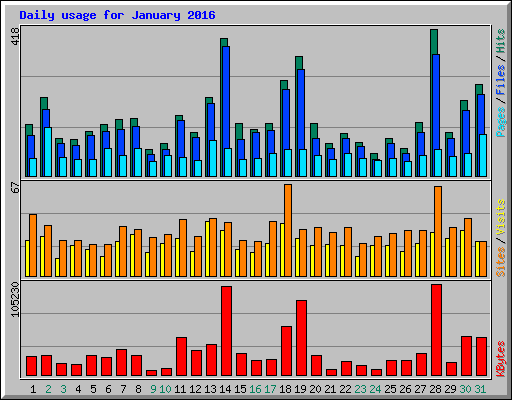 Daily usage for January 2016
418
Pages / Files / Hits
67
Sites / Visits
105230
KBytes
1 2 3 4 5 6 7 8 9 10 11 12 13 14 15 16 17 18 19 20 21 22 23 24 25 26 27 28 29 30 31